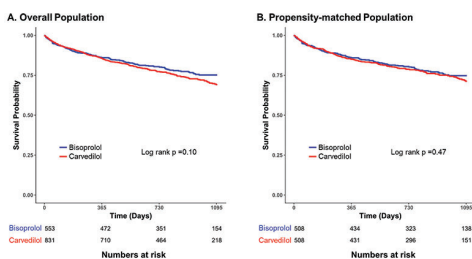 A. Overall Population
Survival Probability
1.00
0.75
0.50
0.25
0.00
Bisoprolol
Carvedilol
Log rank p =0.10
0 365 730 1095
Time (Days)
Bisoprolol 553 472 351 154
Carvedilol 831 710 464 218
Numbers at risk
B. Propensity-matched Population
Survival Probability
1.00
0.75
0.50
0.25
0.00
Bisoprolol
Carvedilol
Log rank p =0.47
0 365 730 1095
Time (Days)
Bisoprolol 508 434 323 138
Carvedilol 508 431 296 151
Numbers at risk